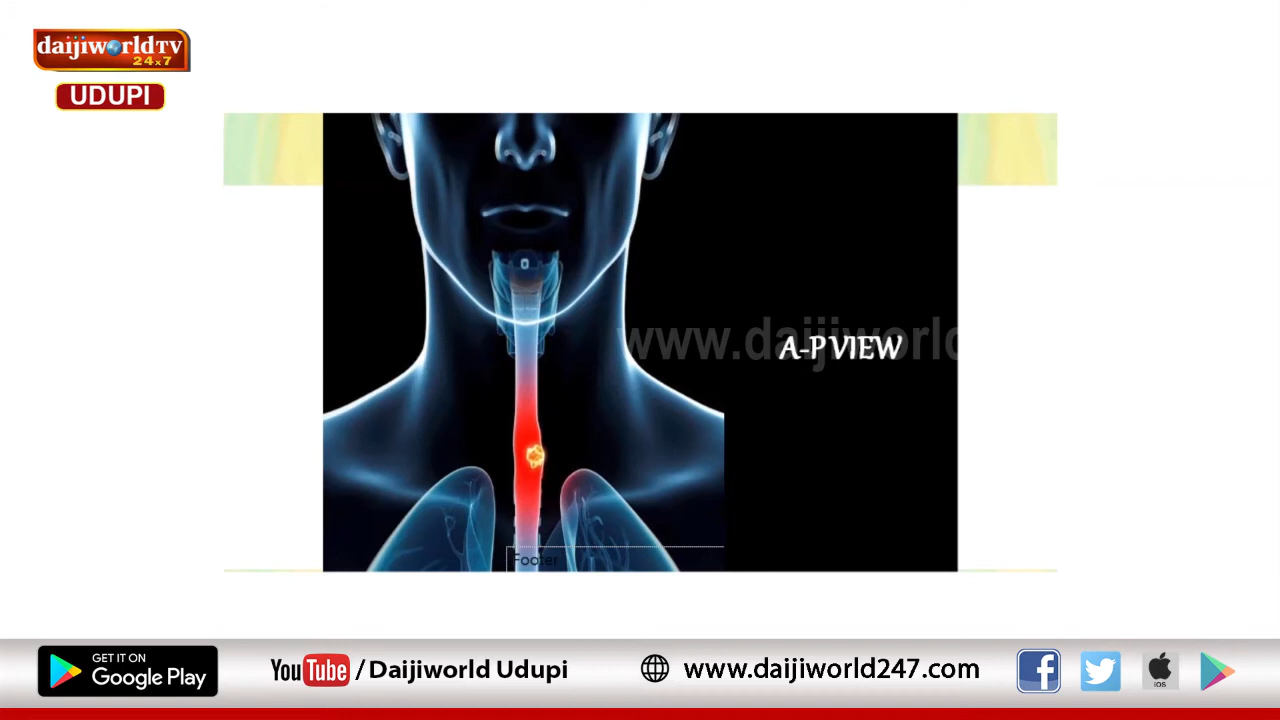 daijiworldTV
24x7
UDUPI
www.daijiworld
A-P VIEW
Footer
GET IT ON
Google Play
YouTube / Daijiworld Udupi
www.daijiworld247.com
iOS